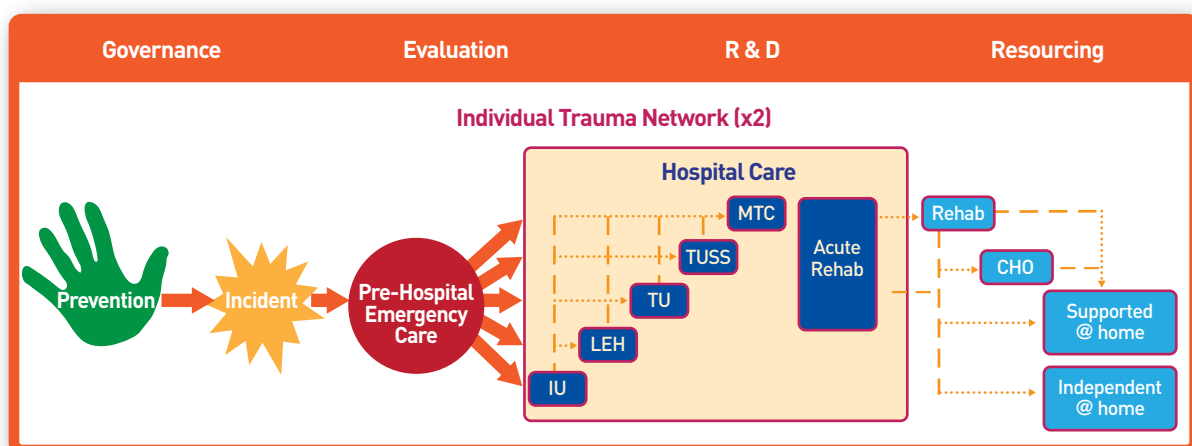 Governance
Evaluation
R & D
Resourcing
Individual Trauma Network (x2)
Hospital Care
Prevention
Incident
Pre-Hospital
Emergency
Care
MTC
TUSS
TU
LEH
IU
Acute
Rehab
Rehab
CHO
Supported
@ home
Independent
@ home